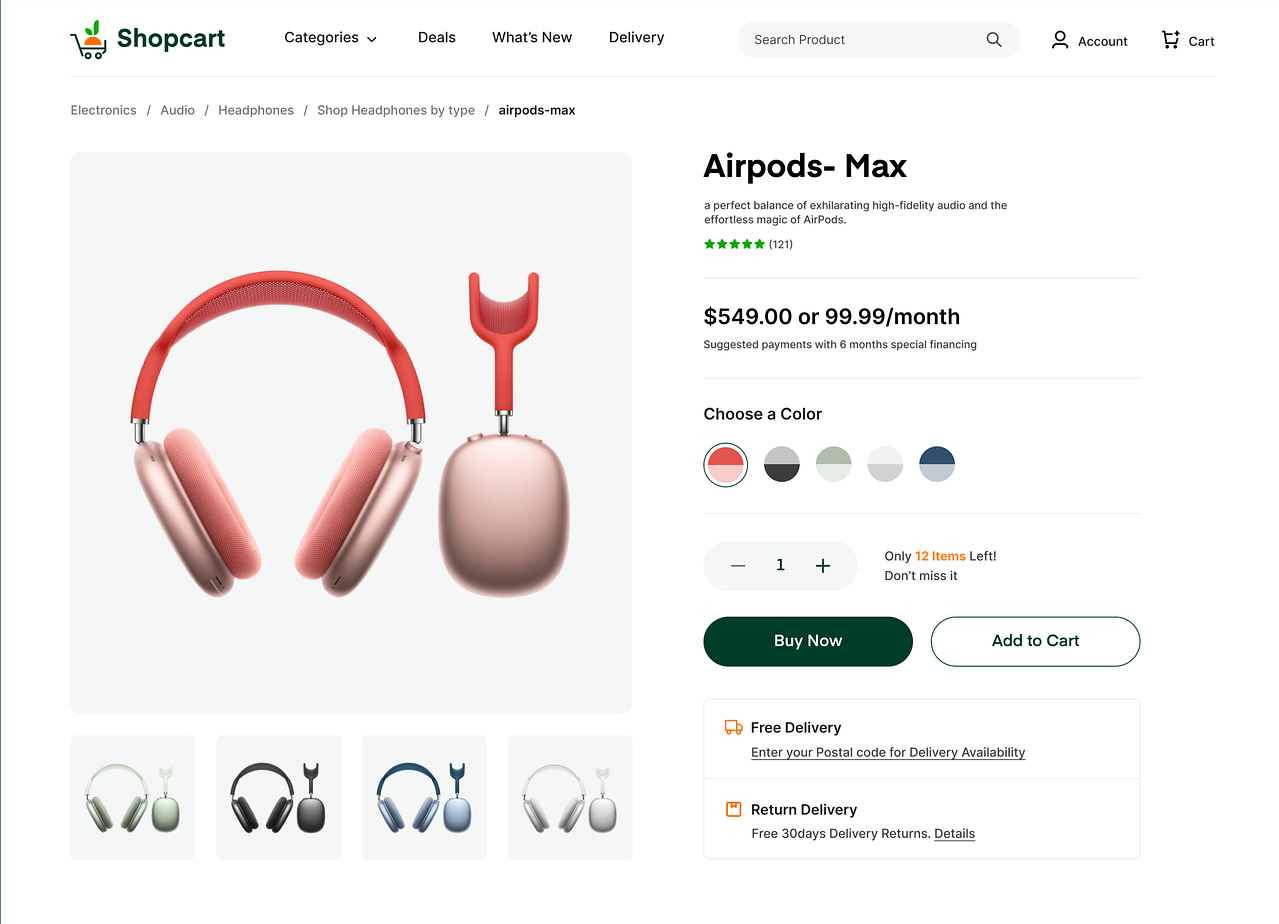 Shopcart
Categories Deals What's New Delivery
Search Product
Account Cart
Electronics / Audio / Headphones / Shop Headphones by type / airpods-max
Airpods- Max
a perfect balance of exhilarating high-fidelity audio and the
effortless magic of AirPods.
(121)
$549.00 or 99.99/month
Suggested payments with 6 months special financing
Choose a Color
1
Only 12 Items Left!
Don't miss it
Buy Now
Add to Cart
Free Delivery
Enter your Postal code for Delivery Availability
Return Delivery
Free 30days Delivery Returns. Details